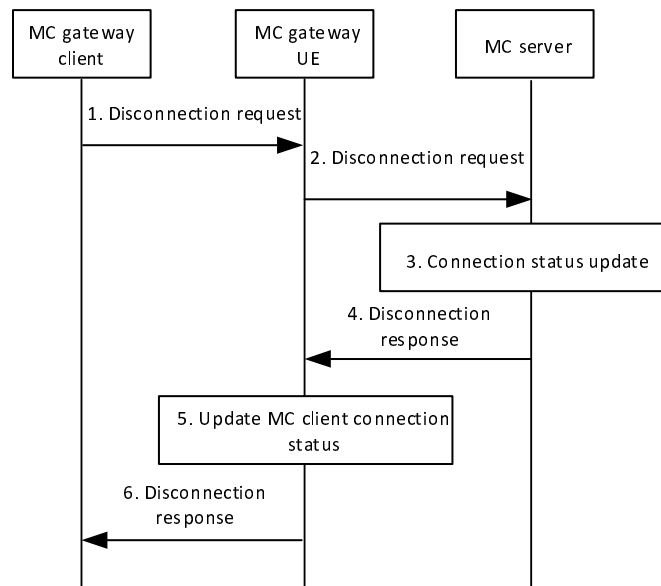 MC gateway
client
MC gateway
UE
MC server
1. Disconnection request
2. Disconnection request
3. Connection status update
4. Disconnection
response
5. Update MC client connection
status
6. Disconnection
response